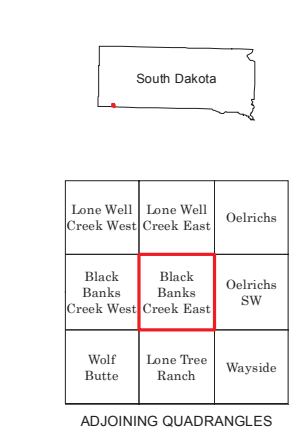 South Dakota
Lone Well
Creek West
Lone Well
Creek East
Oelrichs
Black
Banks
Creek West
Black
Banks
Creek East
Oelrichs
SW
Wolf
Butte
Lone Tree
Ranch
Wayside
ADJOINING QUADRANGLES